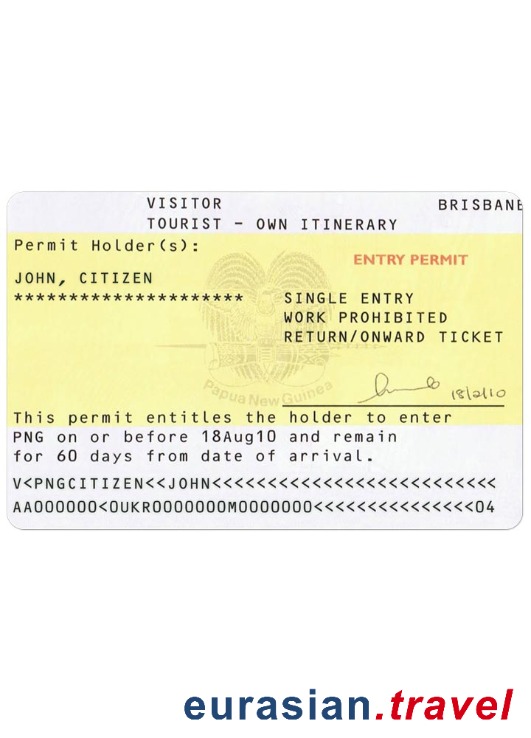 VISITOR BRISBANE
TOURIST - OWN ITINERARY
Permit Holder(s):
ENTRY PERMIT
JOHN, CITIZEN
********************* SINGLE ENTRY
WORK PROHIBITED
RETURN/ONWARD TICKET
Papua New Guinea
18/2/10
This permit entitles the holder to enter
PNG on or before 18Aug10 and remain
for 60 days from date of arrival.
V<PNGCITIZEN<<JOHN<<<<<<<<<<<<<<<<<<<<<<<<<<
AA000000<0UKR0000000M0000000<<<<<<<<<<<<<<<04
eurasian.travel